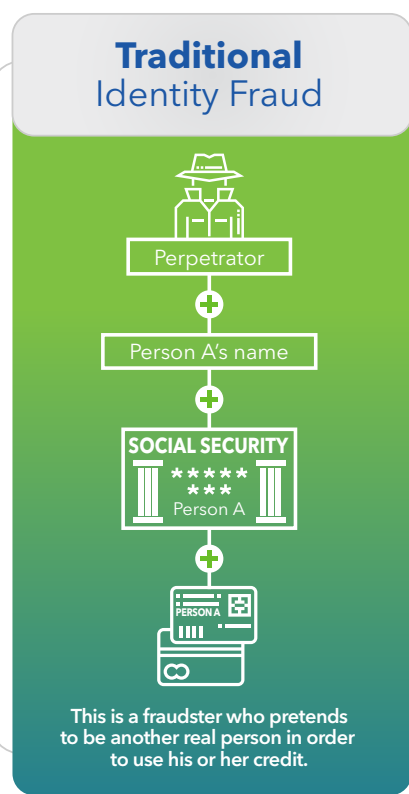 Traditional
Identity Fraud
Perpetrator
Person A's name
SOCIAL SECURITY
*****
***
Person A
PERSON A
This is a fraudster who pretends
to be another real person in order
to use his or her credit.